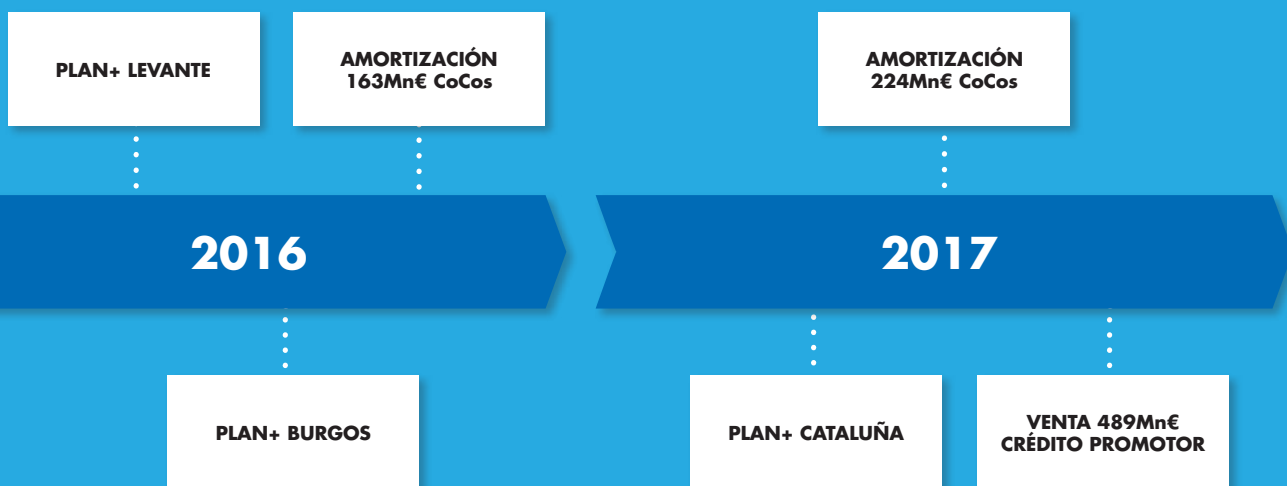 PLAN+ LEVANTE
AMORTIZACIÓN
163Mn€ CoCos
AMORTIZACIÓN
224Mn€ CoCos
2016
2017
PLAN+ BURGOS
PLAN+ CATALUÑA
VENTA 489Mn€
CRÉDITO PROMOTOR